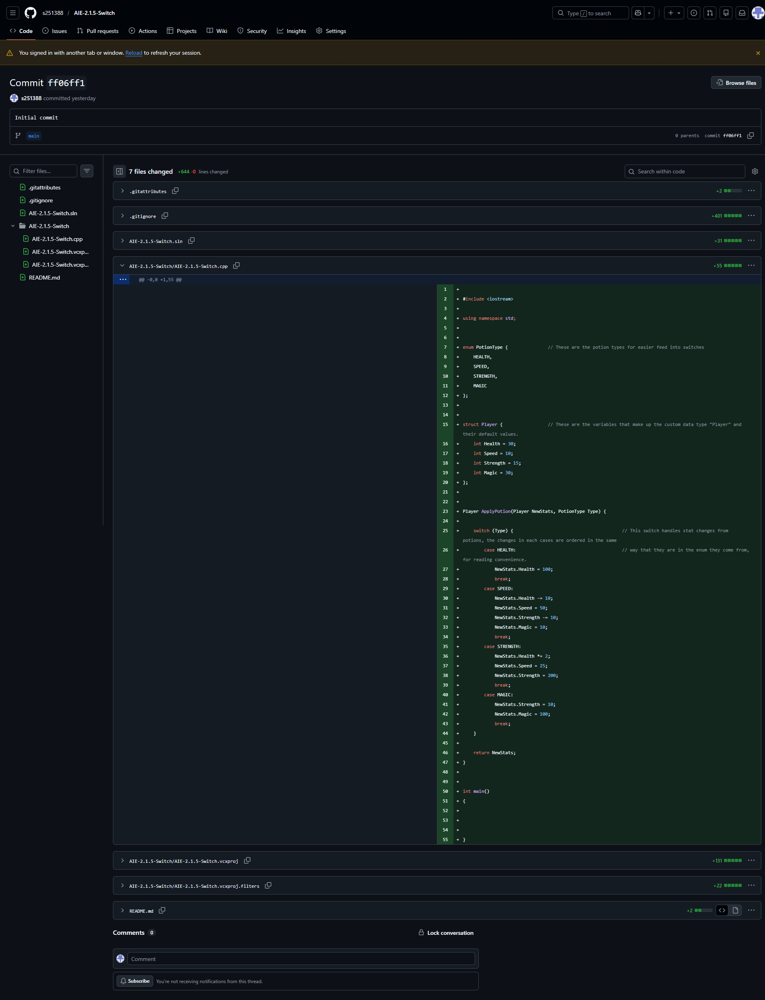 s251388 / AIE-2.1.5-Switch
Type / to search
Code Issues Pull requests Actions Projects Wiki Security Insights Settings
You signed in with another tab or window. Reload to refresh your session.
Commit ff06ff1
Browse files
s251388 committed yesterday
Initial commit
main
0 parents commit ff06ff1
Filter files...
.gitattributes
.gitignore
AIE-2.1.5-Switch.sln
AIE-2.1.5-Switch
AIE-2.1.5-Switch.cpp
AIE-2.1.5-Switch.vcxp...
AIE-2.1.5-Switch.vcxp...
README.md
7 files changed +644 -0 lines changed
Search within code
.gitattributes +2
.gitignore +401
AIE-2.1.5-Switch.sln +31
AIE-2.1.5-Switch/AIE-2.1.5-Switch.cpp +55
@@ -0,0 +1,55 @@
1 +
2 + #include <iostream>
3 +
4 + using namespace std;
5 +
6 +
7 + enum PotionType { // These are the potion types for easier feed into switches
8 + HEALTH,
9 + SPEED,
10 + STRENGTH,
11 + MAGIC
12 + };
13 +
14 +
15 + struct Player { // These are the variables that make up the custom data type "Player" and
their default values.
16 + int Health = 30;
17 + int Speed = 10;
18 + int Strength = 15;
19 + int Magic = 30;
20 + };
21 +
22 +
23 + Player ApplyPotion(Player NewStats, PotionType Type) {
24 +
25 + switch (Type) { // This switch handles stat changes from
potions, the changes in each cases are ordered in the same
26 + case HEALTH: // way that they are in the enum they come from,
for reading convenience.
27 + NewStats.Health = 100;
28 + break;
29 + case SPEED:
30 + NewStats.Health -= 10;
31 + NewStats.Speed = 50;
32 + NewStats.Strength -= 10;
33 + NewStats.Magic = 10;
34 + break;
35 + case STRENGTH:
36 + NewStats.Health *= 2;
37 + NewStats.Speed = 25;
38 + NewStats.Strength = 200;
39 + break;
40 + case MAGIC:
41 + NewStats.Strength = 10;
42 + NewStats.Magic = 100;
43 + break;
44 + }
45 +
46 + return NewStats;
47 + }
48 +
49 +
50 + int main()
51 + {
52 +
53 +
54 +
55 + }
AIE-2.1.5-Switch/AIE-2.1.5-Switch.vcxproj +131
AIE-2.1.5-Switch/AIE-2.1.5-Switch.vcxproj.filters +22
README.md +2
Comments 0
Lock conversation
Comment
Subscribe You're not receiving notifications from this thread.